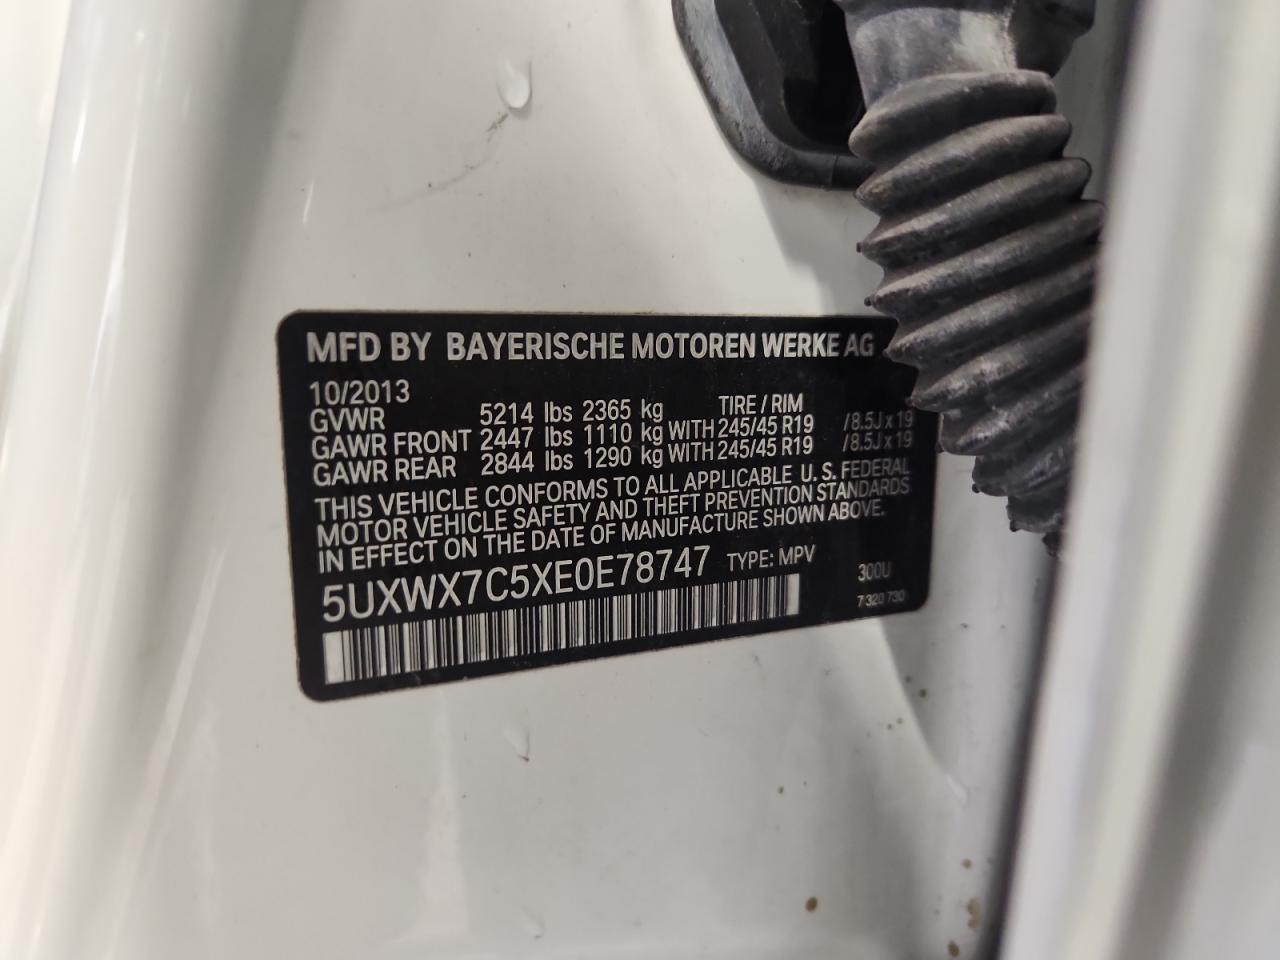 MFD BY BAYERISCHE MOTOREN WERKE AG
10/2013 TIRE / RIM
GVWR 5214 lbs 2365 kg
GAWR FRONT 2447 lbs 1110 kg WITH 245/45 R19 /8.5J x 19
GAWR REAR 2844 lbs 1290 kg WITH 245/45 R19 /8.5J x 19
THIS VEHICLE CONFORMS TO ALL APPLICABLE U. S. FEDERAL
MOTOR VEHICLE SAFETY AND THEFT PREVENTION STANDARDS
IN EFFECT ON THE DATE OF MANUFACTURE SHOWN ABOVE.
5UXWX7C5XE0E78747 TYPE: MPV 300U
7 320 730